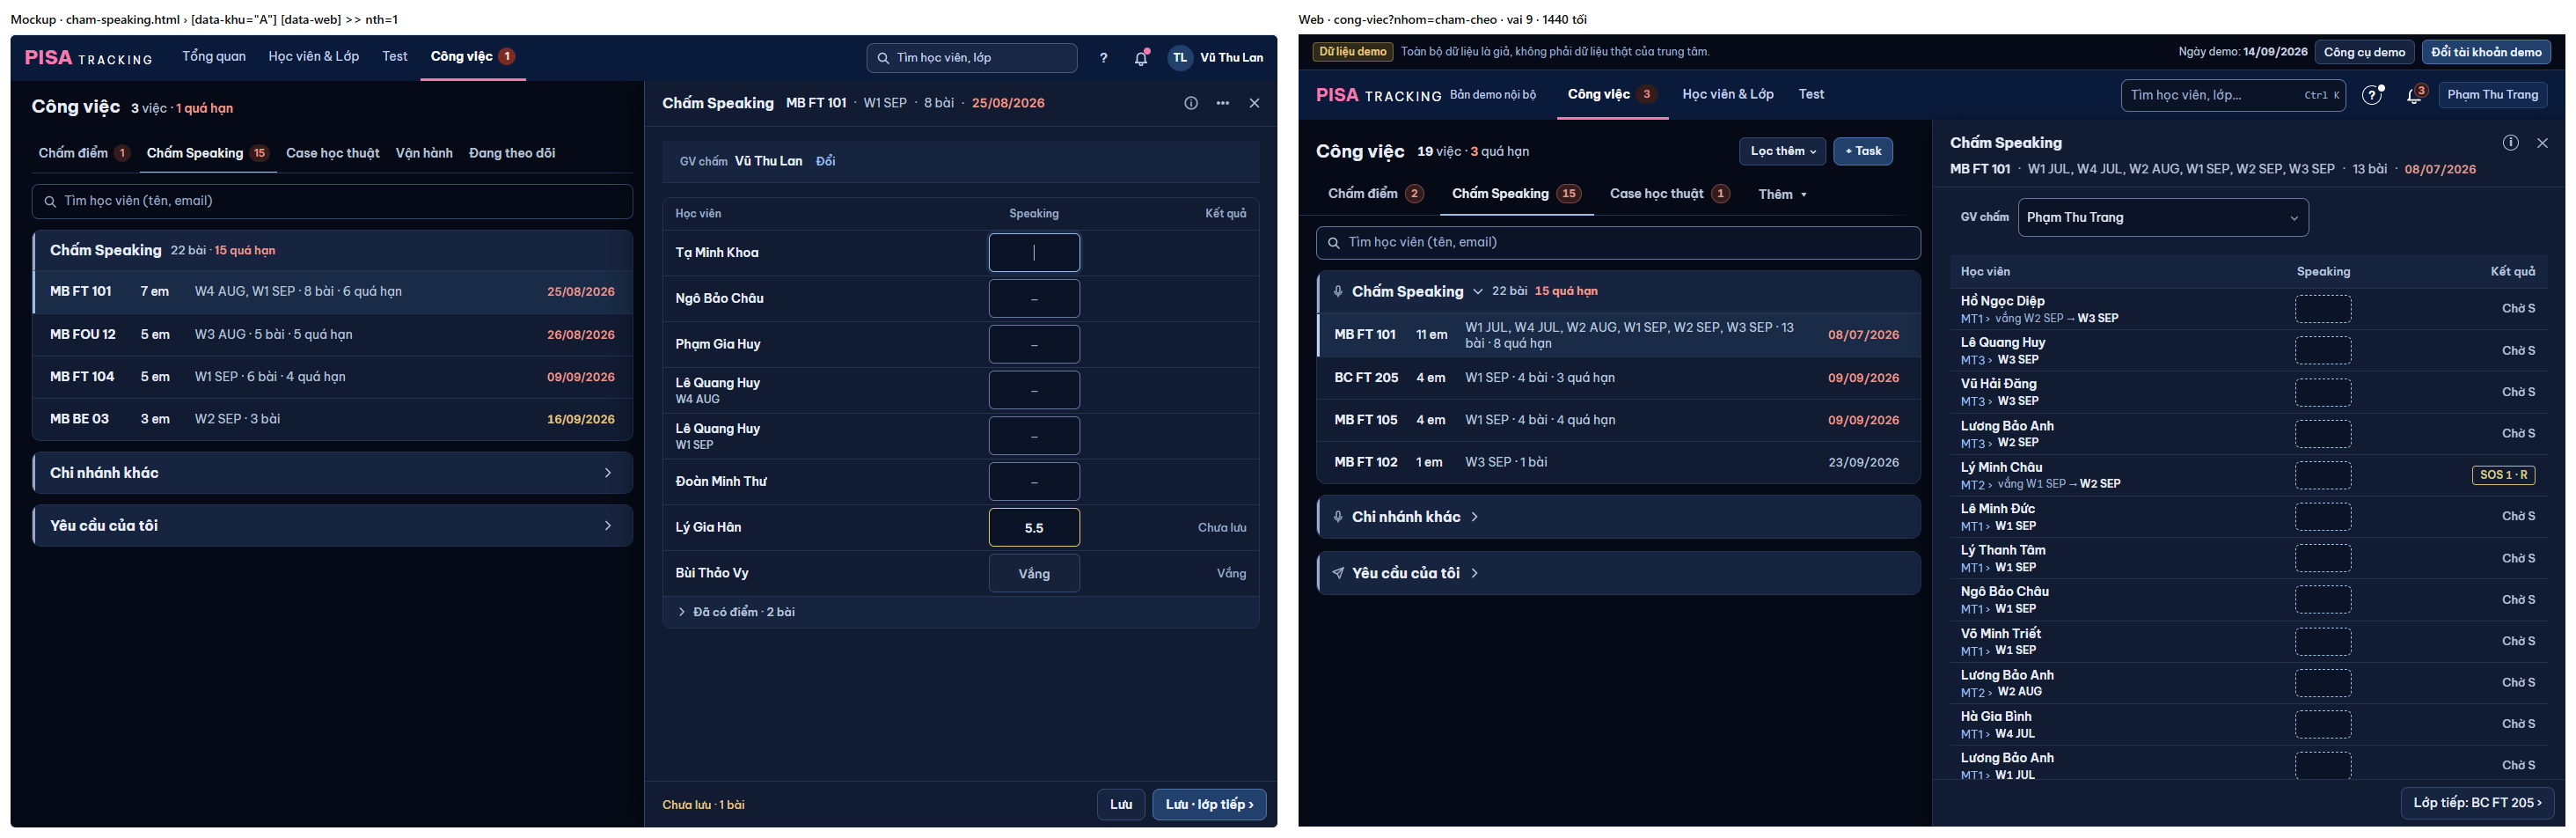 Mockup · cham-speaking.html › [data-khu="A"] [data-web] >> nth=1
PISA TRACKING Tổng quan Học viên & Lớp Test Công việc 1 Tìm học viên, lớp ? TL Vũ Thu Lan
Công việc 3 việc · 1 quá hạn
Chấm điểm 1 Chấm Speaking 15 Case học thuật Vận hành Đang theo dõi
Tìm học viên (tên, email)
Chấm Speaking 22 bài · 15 quá hạn
MB FT 101 7 em W4 AUG, W1 SEP · 8 bài · 6 quá hạn 25/08/2026
MB FOU 12 5 em W3 AUG · 5 bài · 5 quá hạn 26/08/2026
MB FT 104 5 em W1 SEP · 6 bài · 4 quá hạn 09/09/2026
MB BE 03 3 em W2 SEP · 3 bài 16/09/2026
Chi nhánh khác
Yêu cầu của tôi
Chấm Speaking MB FT 101 · W1 SEP · 8 bài · 25/08/2026
GV chấm Vũ Thu Lan Đổi
Học viên Speaking Kết quả
Tạ Minh Khoa
Ngô Bảo Châu –
Phạm Gia Huy –
Lê Quang Huy –
W4 AUG
Lê Quang Huy –
W1 SEP
Đoàn Minh Thư –
Lý Gia Hân 5.5 Chưa lưu
Bùi Thảo Vy Vắng Vắng
Đã có điểm · 2 bài
Chưa lưu · 1 bài Lưu Lưu · lớp tiếp ›
Web · cong-viec?nhom=cham-cheo · vai 9 · 1440 tối
Dữ liệu demo Toàn bộ dữ liệu là giả, không phải dữ liệu thật của trung tâm. Ngày demo: 14/09/2026 Công cụ demo Đổi tài khoản demo
PISA TRACKING Bản demo nội bộ Công việc 3 Học viên & Lớp Test Tìm học viên, lớp... Ctrl K ? 3 Phạm Thu Trang
Công việc 19 việc · 3 quá hạn Lọc thêm + Task
Chấm điểm 2 Chấm Speaking 15 Case học thuật 1 Thêm
Tìm học viên (tên, email)
Chấm Speaking 22 bài 15 quá hạn
MB FT 101 11 em W1 JUL, W4 JUL, W2 AUG, W1 SEP, W2 SEP, W3 SEP · 13 bài · 8 quá hạn 08/07/2026
BC FT 205 4 em W1 SEP · 4 bài · 3 quá hạn 09/09/2026
MB FT 105 4 em W1 SEP · 4 bài · 4 quá hạn 09/09/2026
MB FT 102 1 em W3 SEP · 1 bài 23/09/2026
Chi nhánh khác
Yêu cầu của tôi
Chấm Speaking
MB FT 101 · W1 JUL, W4 JUL, W2 AUG, W1 SEP, W2 SEP, W3 SEP · 13 bài · 08/07/2026
GV chấm Phạm Thu Trang
Học viên Speaking Kết quả
Hồ Ngọc Diệp Chờ S
MT1 › vắng W2 SEP → W3 SEP
Lê Quang Huy Chờ S
MT3 › W3 SEP
Vũ Hải Đăng Chờ S
MT3 › W3 SEP
Lương Bảo Anh Chờ S
MT3 › W2 SEP
Lý Minh Châu SOS 1 · R
MT2 › vắng W1 SEP → W2 SEP
Lê Minh Đức Chờ S
MT1 › W1 SEP
Lý Thanh Tâm Chờ S
MT1 › W1 SEP
Ngô Bảo Châu Chờ S
MT1 › W1 SEP
Võ Minh Triết Chờ S
MT1 › W1 SEP
Lương Bảo Anh Chờ S
MT2 › W2 AUG
Hà Gia Bình Chờ S
MT1 › W4 JUL
Lương Bảo Anh Chờ S
MT1 › W1 JUL
Lớp tiếp: BC FT 205 ›